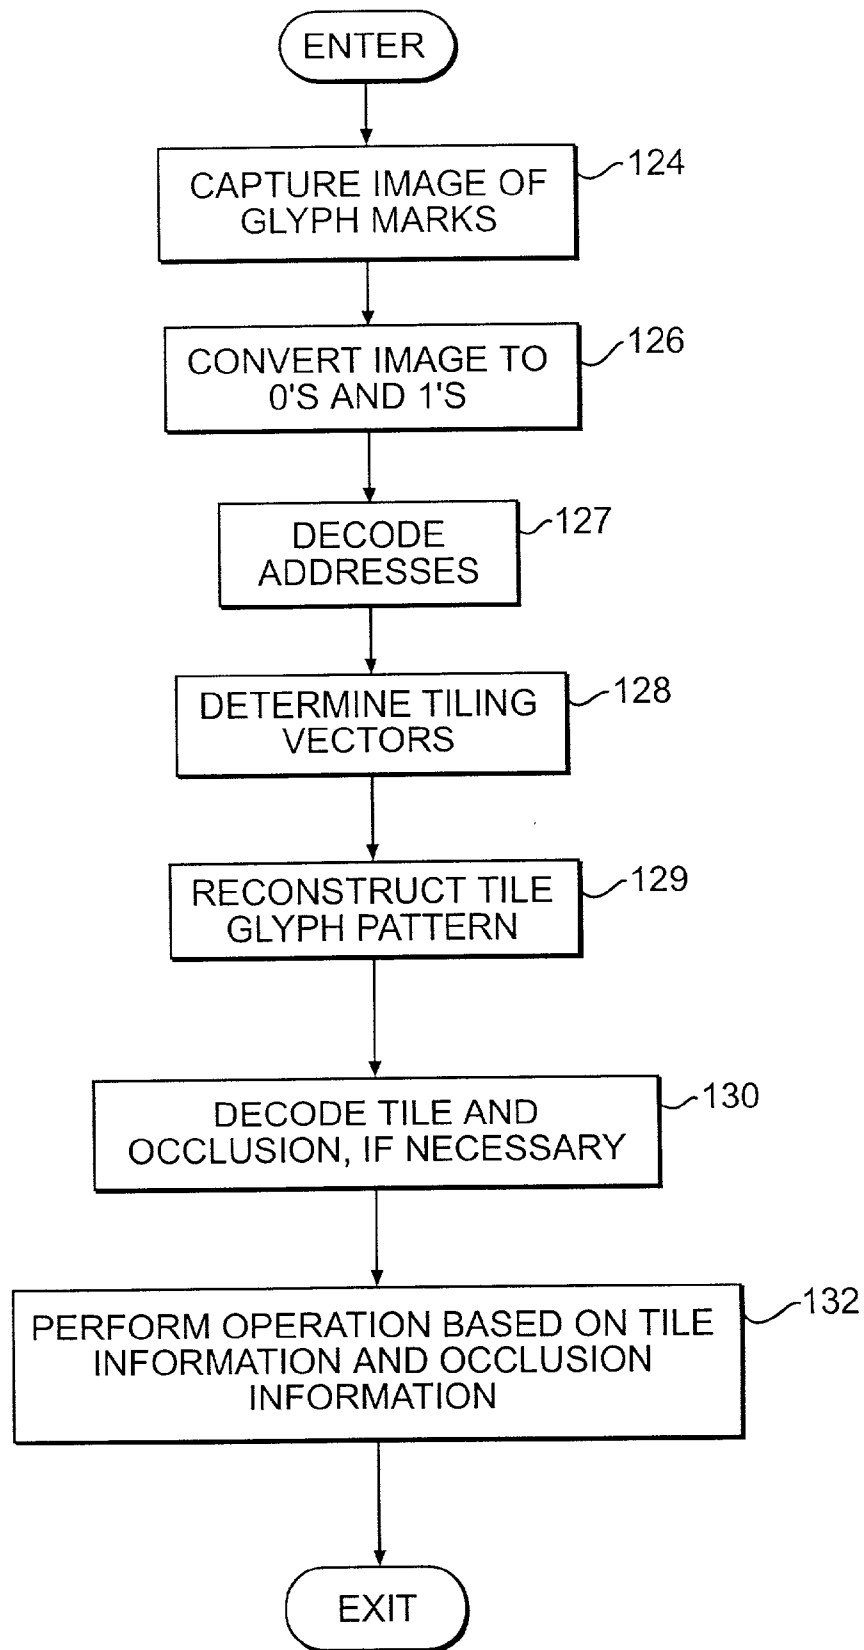 ENTER
CAPTURE IMAGE OF
GLYPH MARKS
124
CONVERT IMAGE TO
0'S AND 1'S
126
DECODE
ADDRESSES
127
DETERMINE TILING
VECTORS
128
RECONSTRUCT TILE
GLYPH PATTERN
129
DECODE TILE AND
OCCLUSION, IF NECESSARY
130
PERFORM OPERATION BASED ON TILE
INFORMATION AND OCCLUSION
INFORMATION
132
EXIT